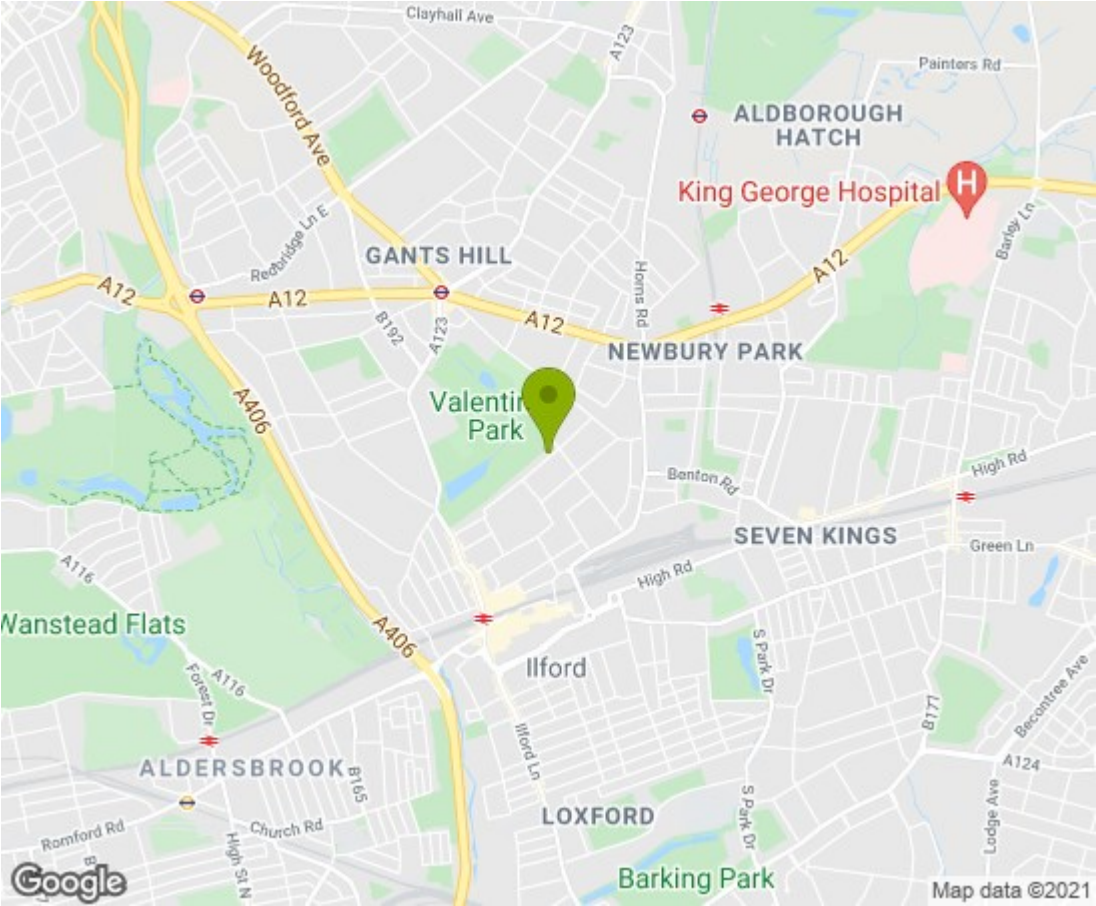 Clayhall Ave
A123
Woodford Ave
Painters Rd
ALDBOROUGH
HATCH
King George Hospital
H
Barley Ln
Redbridge Ln E
GANTS HILL
Horns Rd
A12
A12
A12
A12
B192
A123
NEWBURY PARK
Valentin
Park
A406
Benton Rd
High Rd
SEVEN KINGS
Green Ln
A116
High Rd
Wanstead Flats
A406
S Park Dr
Ilford
A116
Forest Dr
B177
Becontree Ave
Ilford Ln
A124
ALDERSBROOK
B165
S Park Dr
Lodge Ave
LOXFORD
Romford Rd
Church Rd
High St N
Barking Park
Google
Map data ©2021